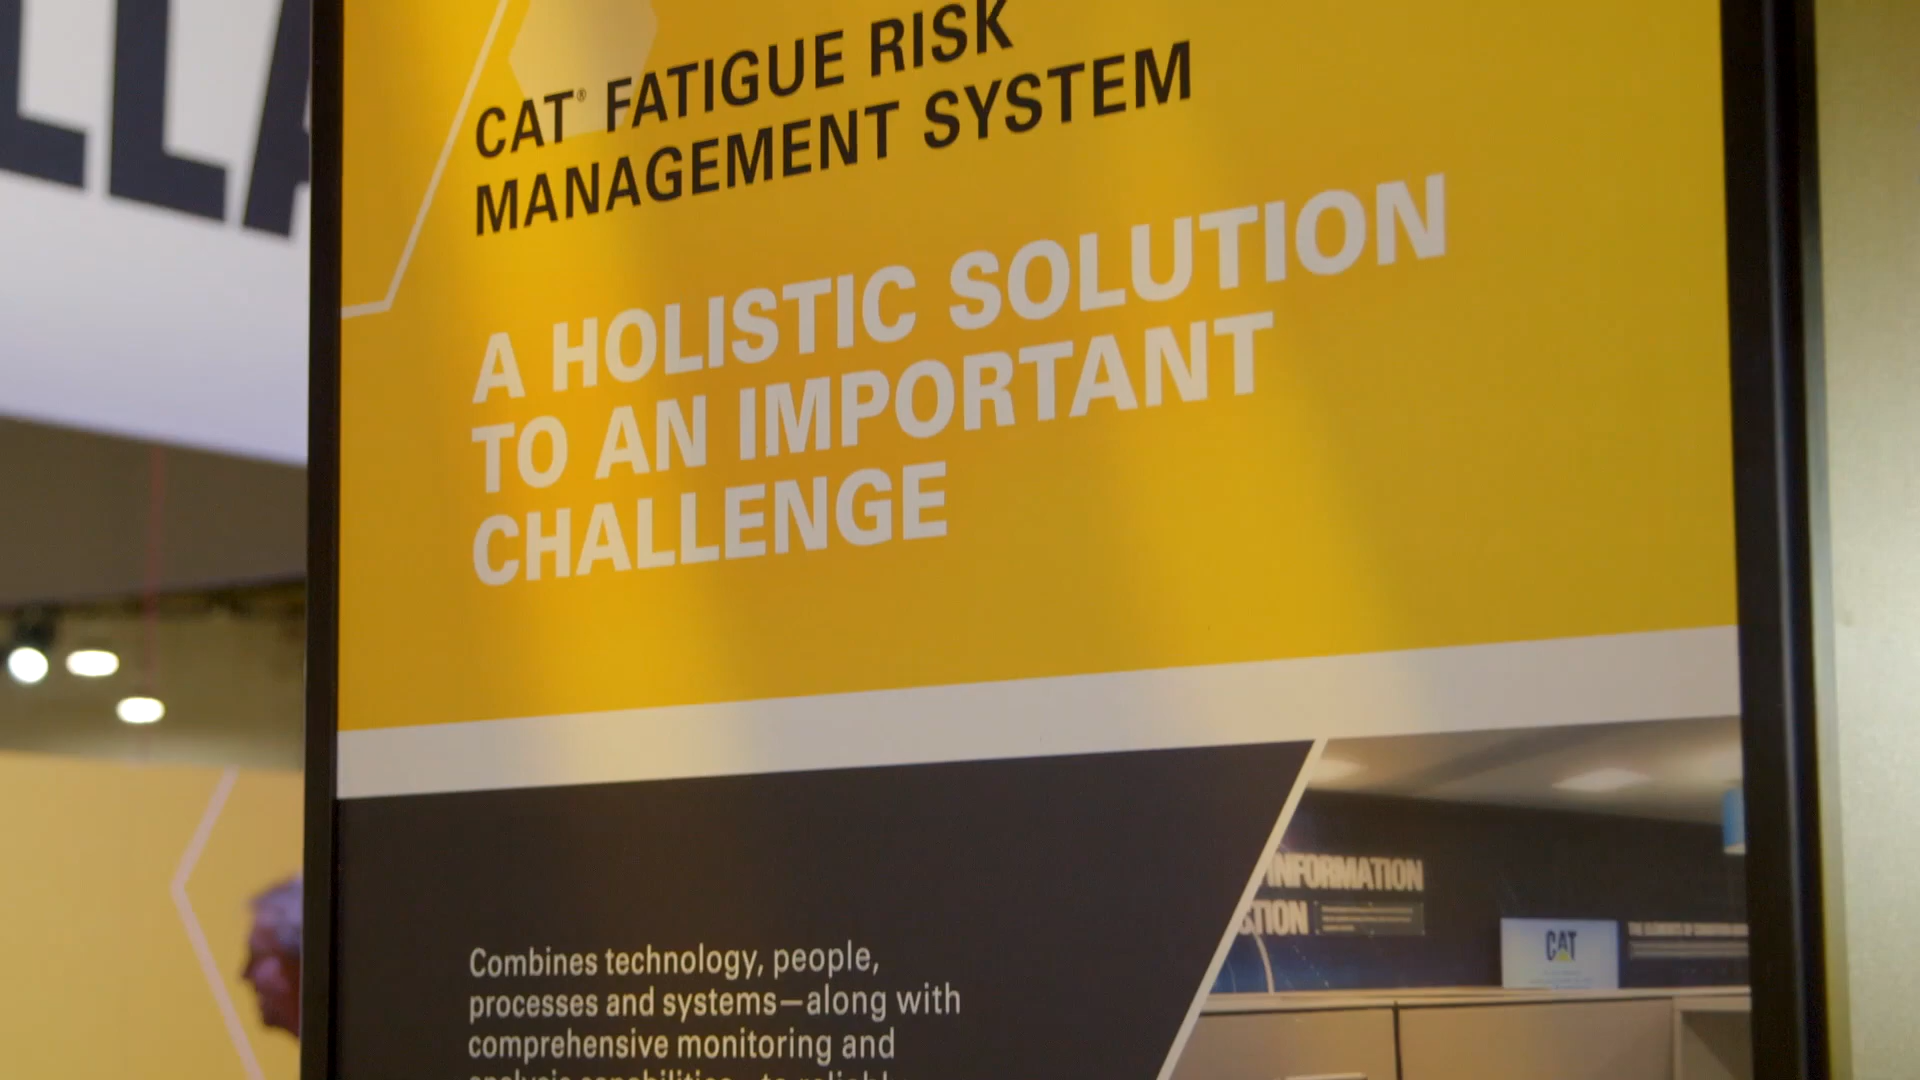 CAT® FATIGUE RISK
MANAGEMENT SYSTEM
A HOLISTIC SOLUTION
TO AN IMPORTANT
CHALLENGE
Combines technology, people,
processes and systems—along with
comprehensive monitoring and
INFORMATION
CAT